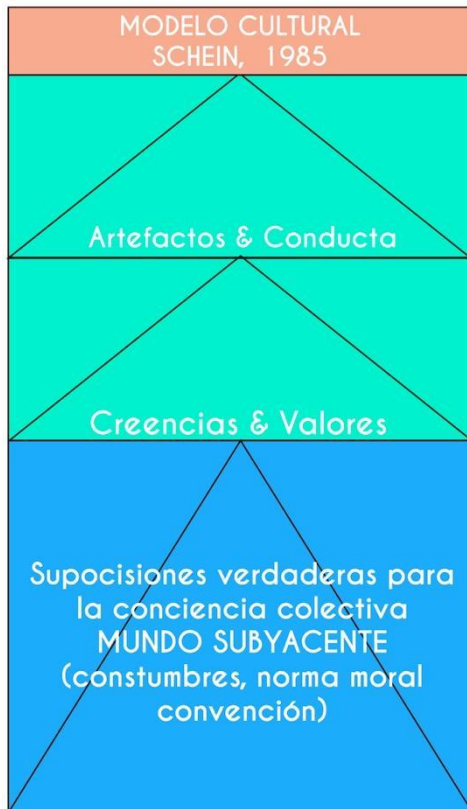 MODELO CULTURAL
SCHEIN, 1985
Artefactos & Conducta
Creencias & Valores
Supocisiones verdaderas para
la conciencia colectiva
MUNDO SUBYACENTE
(constumbres, norma moral
convención)